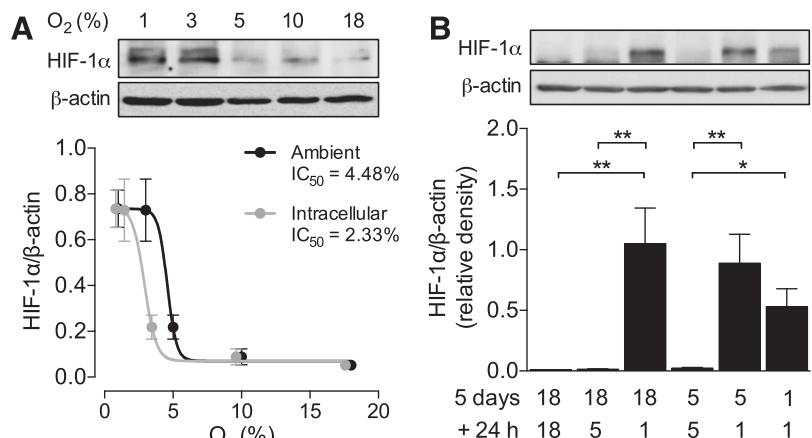 A
O₂ (%) 1 3 5 10 18
HIF-1α
β-actin
1.0
0.8
0.6
0.4
0.2
0.0
HIF-1α/β-actin
Ambient
IC₅₀ = 4.48%
Intracellular
IC₅₀ = 2.33%
0 5 10 15 20
O₂ (%)
B
HIF-1α
β-actin
2.0
1.5
1.0
0.5
0.0
HIF-1α/β-actin
(relative density)
** **
** *
5 days 18 18 18 5 5 1
+ 24 h 18 5 1 5 1 1